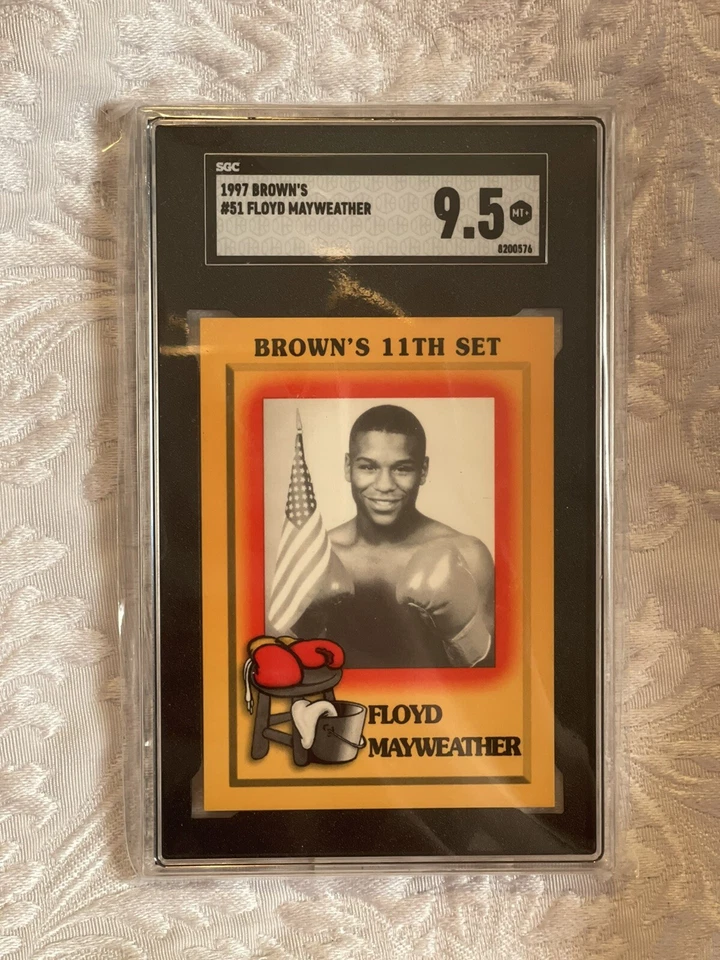 SGC
1997 BROWN'S
#51 FLOYD MAYWEATHER
9.5
MT+
8200576
BROWN'S 11TH SET
FLOYD
MAYWEATHER